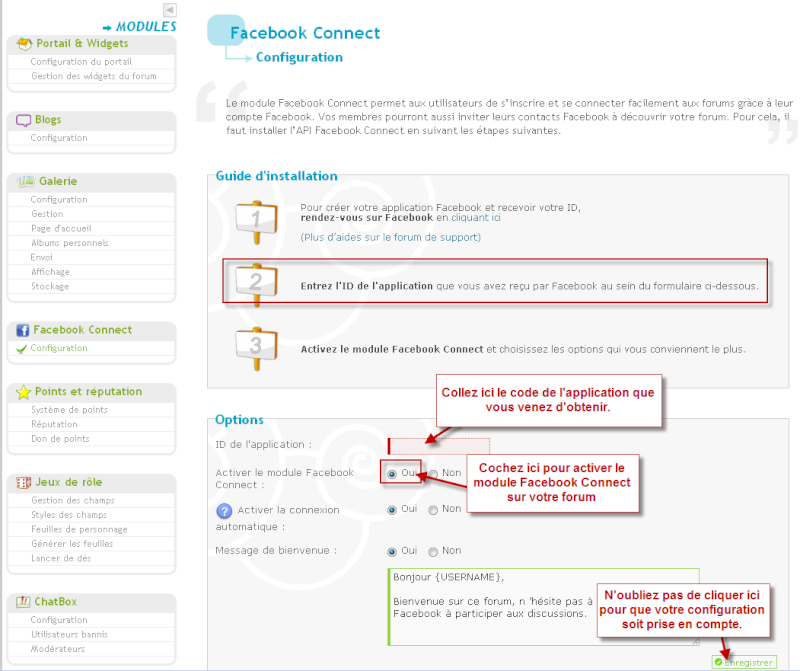 MODULES
Portail & Widgets
Configuration du portail
Gestion des widgets du forum
Blogs
Configuration
Galerie
Configuration
Gestion
Page d'accueil
Albums personnels
Envoi
Affichage
Stockage
Facebook Connect
Configuration
Points et réputation
Système de points
Réputation
Don de points
Jeux de rôle
Gestion des champs
Styles des champs
Feuilles de personnage
Générer les feuilles
Lancer de dés
ChatBox
Configuration
Utilisateurs bannis
Modérateurs
Facebook Connect
Configuration
Le module Facebook Connect permet aux utilisateurs de s'inscrire et se connecter facilement aux forums grâce à leur
compte Facebook. Vos membres pourront aussi inviter leurs contacts Facebook à découvrir votre forum. Pour cela, il
faut installer l'API Facebook Connect en suivant les étapes suivantes.
Guide d'installation
1
Pour créer votre application Facebook et recevoir votre ID,
rendez-vous sur Facebook en cliquant ici
(Plus d'aides sur le forum de support)
2
Entrez l'ID de l'application que vous avez reçu par Facebook au sein du formulaire ci-dessous.
3
Activez le module Facebook Connect et choisissez les options qui vous conviennent le plus.
Collez ici le code de l'application que
vous venez d'obtenir.
Options
ID de l'application :
Activer le module Facebook
Connect :
Oui Non
Cochez ici pour activer le
module Facebook Connect
sur votre forum
? Activer la connexion
automatique :
Oui Non
Message de bienvenue :
Oui Non
Bonjour {USERNAME},
Bienvenue sur ce forum, n 'hésite pas à
Facebook à participer aux discussions.
N'oubliez pas de cliquer ici
pour que votre configuration
soit prise en compte.
Enregistrer